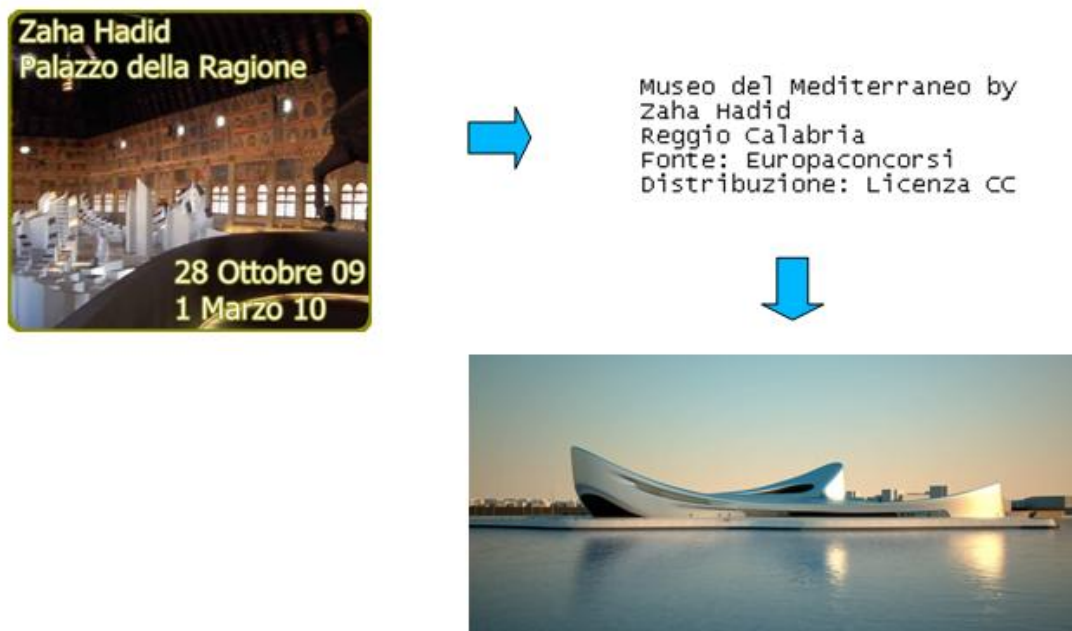 Zaha Hadid
Palazzo della Ragione
28 Ottobre 09
1 Marzo 10
Museo del Mediterraneo by
Zaha Hadid
Reggio Calabria
Fonte: Europaconcorsi
Distribuzione: Licenza CC